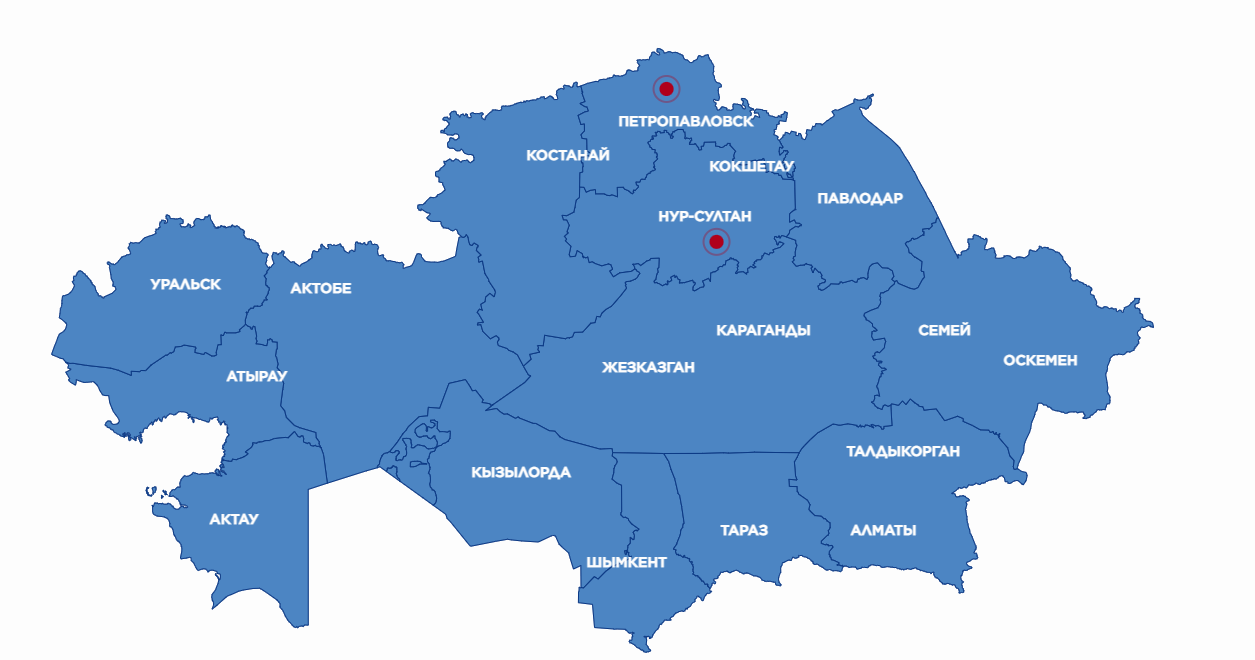 ПЕТРОПАВЛОВСК
КОСТАНАЙ
КОКШЕТАУ
ПАВЛОДАР
НУР-СУЛТАН
УРАЛЬСК
АКТОБЕ
КАРАГАНДЫ
СЕМЕЙ
ОСКЕМЕН
ЖЕЗКАЗГАН
АТЫРАУ
ТАЛДЫКОРГАН
КЫЗЫЛОРДА
АКТАУ
ТАРАЗ
АЛМАТЫ
ШЫМКЕНТ